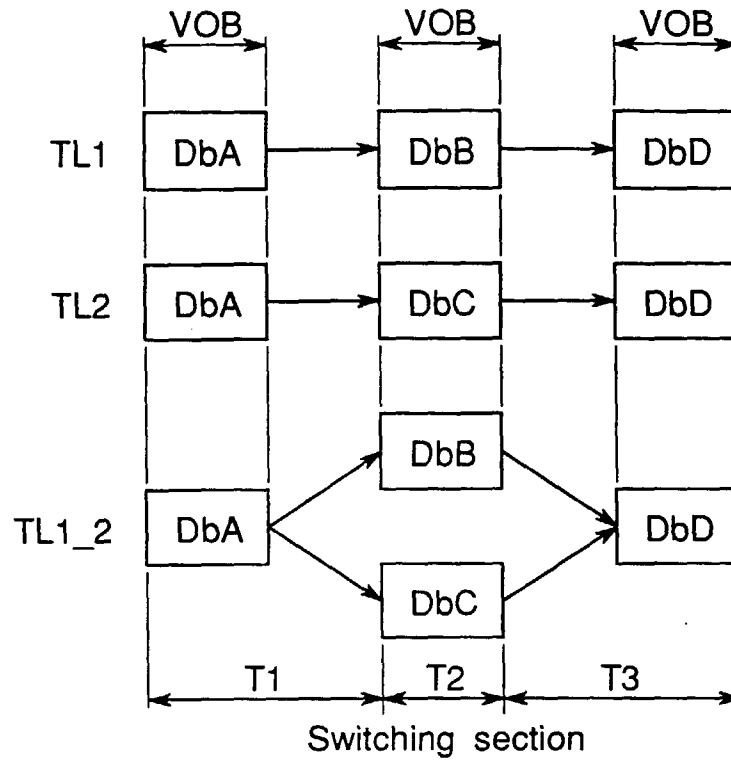 VOB VOB VOB
TL1 DbA DbB DbD
TL2 DbA DbC DbD
DbB
TL1_2 DbA DbD
DbC
T1 T2 T3
Switching section